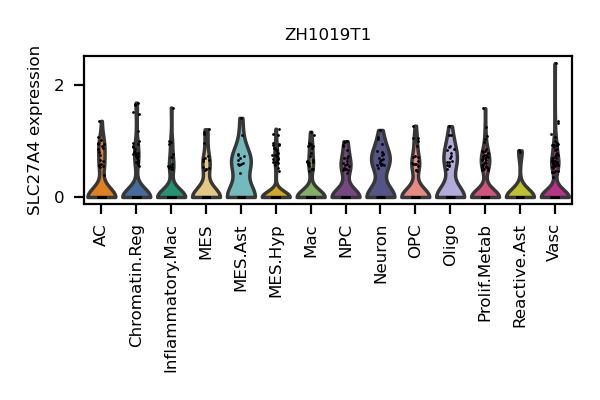 ZH1019T1
SLC27A4 expression
2
0
AC
Chromatin.Reg
Inflammatory.Mac
MES
MES.Ast
MES.Hyp
Mac
NPC
Neuron
OPC
Oligo
Prolif.Metab
Reactive.Ast
Vasc